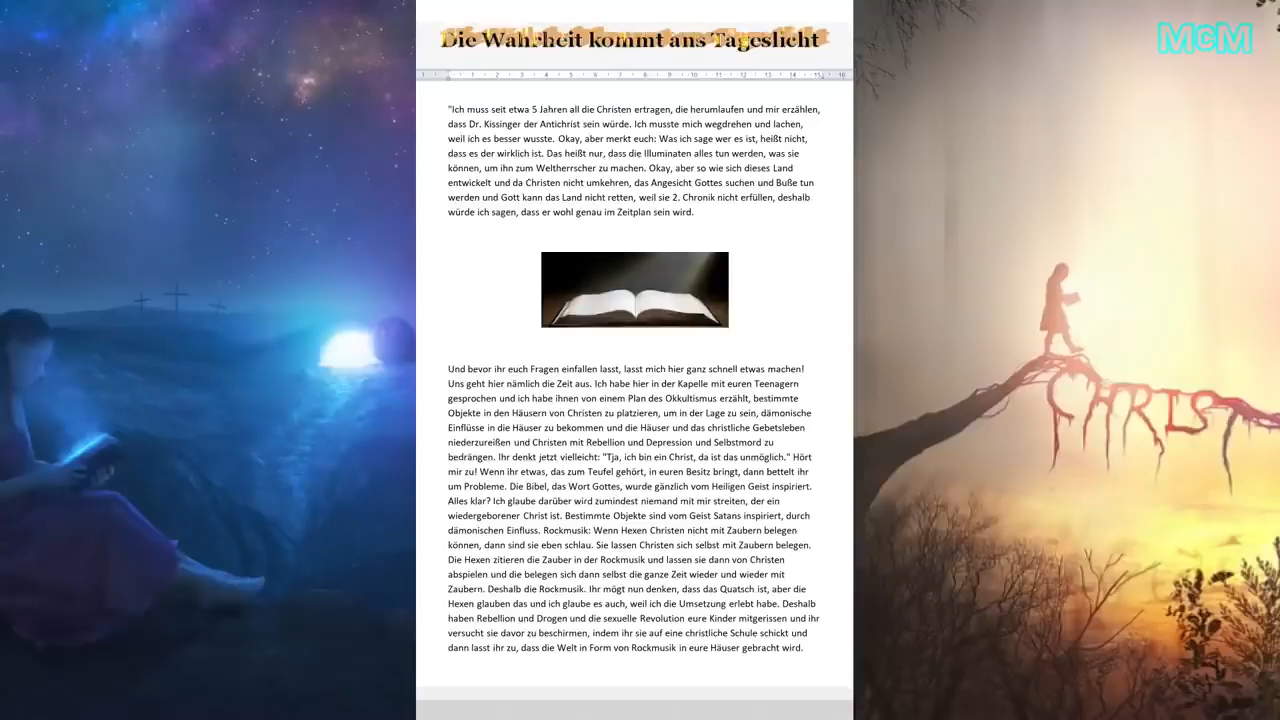 Die Wahrheit kommt ans Tageslicht
McM
1 1 2 3 4 5 6 7 8 9 10 11 12 13 14 15 16
"Ich muss seit etwa 5 Jahren all die Christen ertragen, die herumlaufen und mir erzählen,
dass Dr. Kissinger der Antichrist sein würde. Ich musste mich wegdrehen und lachen,
weil ich es besser wusste. Okay, aber merkt euch: Was ich sage wer es ist, heißt nicht,
dass es der wirklich ist. Das heißt nur, dass die Illuminaten alles tun werden, was sie
können, um ihn zum Weltherrscher zu machen. Okay, aber so wie sich dieses Land
entwickelt und da Christen nicht umkehren, das Angesicht Gottes suchen und Buße tun
werden und Gott kann das Land nicht retten, weil sie 2. Chronik nicht erfüllen, deshalb
würde ich sagen, dass er wohl genau im Zeitplan sein wird.
Und bevor ihr euch Fragen einfallen lasst, lasst mich hier ganz schnell etwas machen!
Uns geht hier nämlich die Zeit aus. Ich habe hier in der Kapelle mit euren Teenagern
gesprochen und ich habe ihnen von einem Plan des Okkultismus erzählt, bestimmte
Objekte in den Häusern von Christen zu platzieren, um in der Lage zu sein, dämonische
Einflüsse in die Häuser zu bekommen und die Häuser und das christliche Gebetsleben
niederzureißen und Christen mit Rebellion und Depression und Selbstmord zu
bedrängen. Ihr denkt jetzt vielleicht: "Tja, ich bin ein Christ, da ist das unmöglich." Hört
mir zu! Wenn ihr etwas, das zum Teufel gehört, in euren Besitz bringt, dann bettelt ihr
um Probleme. Die Bibel, das Wort Gottes, wurde gänzlich vom Heiligen Geist inspiriert.
Alles klar? Ich glaube darüber wird zumindest niemand mit mir streiten, der ein
wiedergeborener Christ ist. Bestimmte Objekte sind vom Geist Satans inspiriert, durch
dämonischen Einfluss. Rockmusik: Wenn Hexen Christen nicht mit Zaubern belegen
können, dann sind sie eben schlau. Sie lassen Christen sich selbst mit Zaubern belegen.
Die Hexen zitieren die Zauber in der Rockmusik und lassen sie dann von Christen
abspielen und die belegen sich dann selbst die ganze Zeit wieder und wieder mit
Zaubern. Deshalb die Rockmusik. Ihr mögt nun denken, dass das Quatsch ist, aber die
Hexen glauben das und ich glaube es auch, weil ich die Umsetzung erlebt habe. Deshalb
haben Rebellion und Drogen und die sexuelle Revolution eure Kinder mitgerissen und ihr
versucht sie davor zu beschirmen, indem ihr sie auf eine christliche Schule schickt und
dann lasst ihr zu, dass die Welt in Form von Rockmusik in eure Häuser gebracht wird.
CHRIST